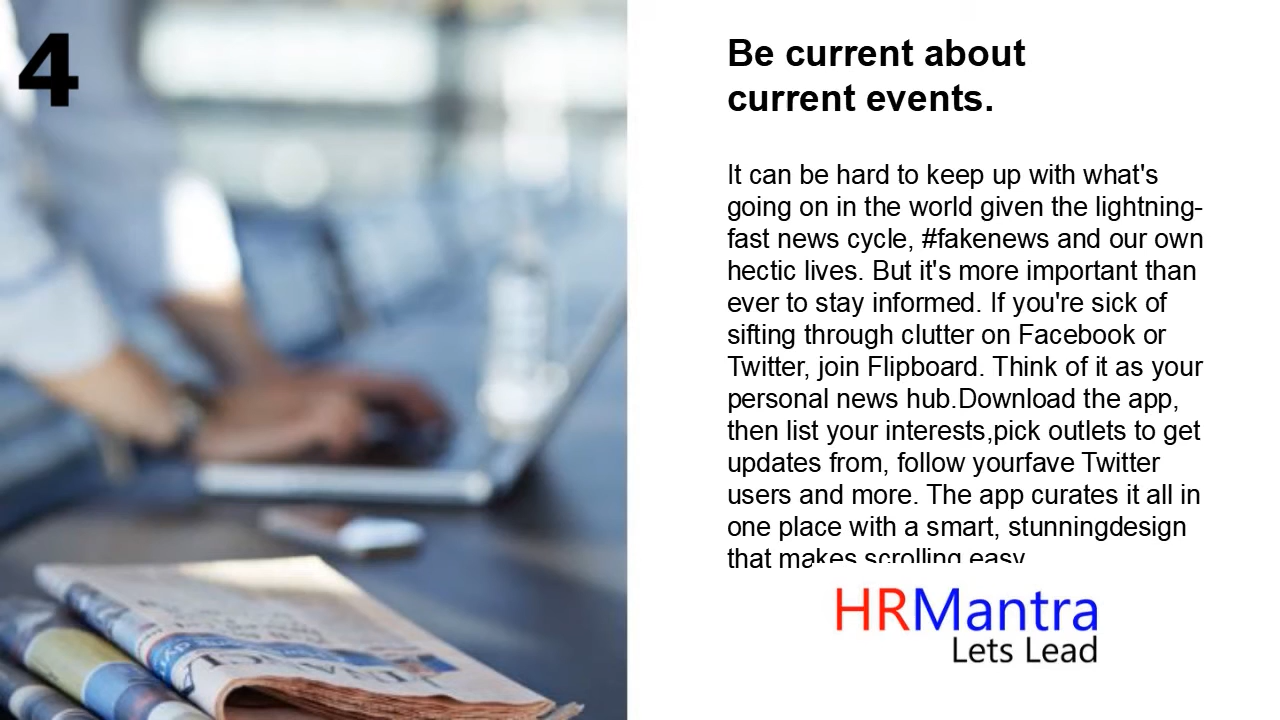 4
Be current about
current events.
It can be hard to keep up with what's
going on in the world given the lightning-
fast news cycle, #fakenews and our own
hectic lives. But it's more important than
ever to stay informed. If you're sick of
sifting through clutter on Facebook or
Twitter, join Flipboard. Think of it as your
personal news hub.Download the app,
then list your interests,pick outlets to get
updates from, follow yourfave Twitter
users and more. The app curates it all in
one place with a smart, stunningdesign
that makes scrolling easy
HRMantra
Lets Lead